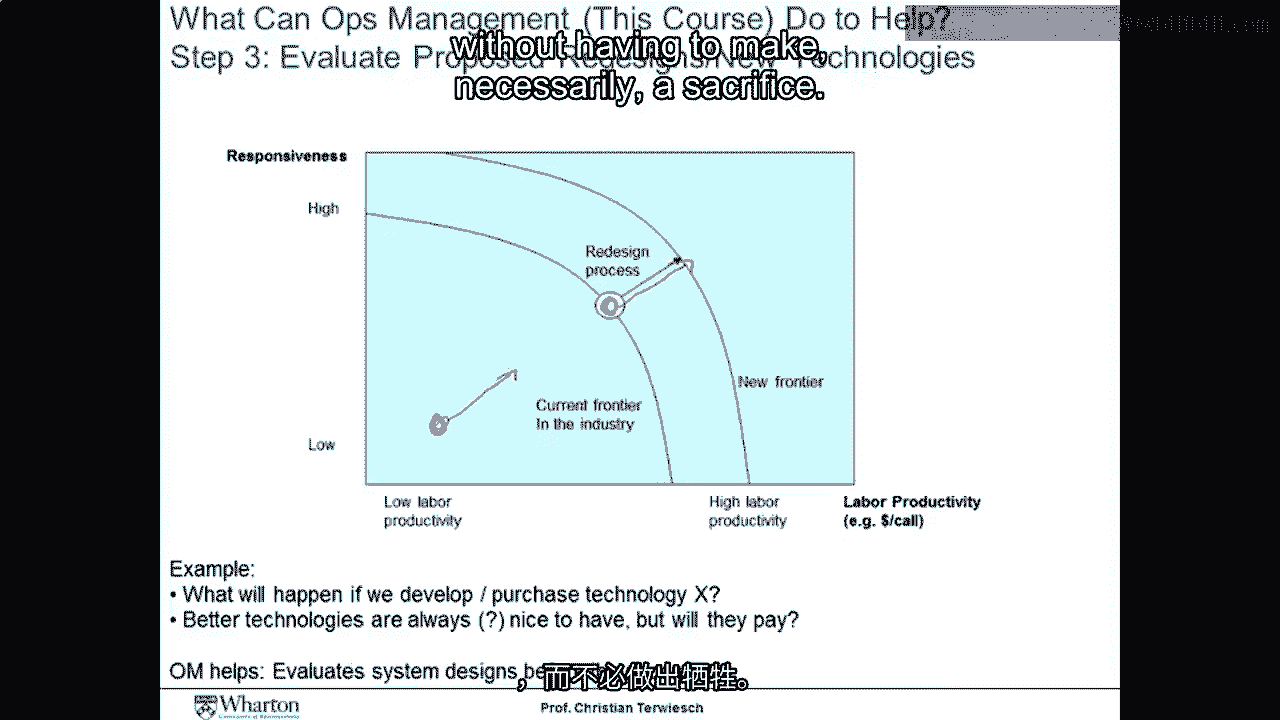 What Can Ops Management (This Course) Do to Help?
without having to make,
Step 3: Evaluate Proposed Redesigns/New Technologies
necessarily, a sacrifice.
Responsiveness
High
Redesign
process
New frontier
Current frontier
In the industry
Low
Low labor
productivity
High labor
productivity
Labor Productivity
(e.g. $/call)
Example:
• What will happen if we develop / purchase technology X?
• Better technologies are always (?) nice to have, but will they pay?
OM helps: Evaluates system designs
，而不必做出牺牲。
Wharton
Prof. Christian Terwiesch